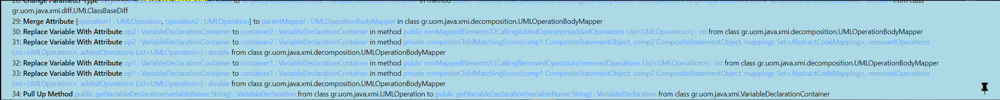 28: Change Parameter Type targetOperationAfterInline : UMLOperation to targetOperationAfterInline : VariableDeclarationContainer in method public containsInlineOperationRefactoring(inlinedOperation UMLOperation, targetOperationAfterInline VariableDeclarationContainer) : boolean from class
gr.uom.java.xmi.diff.UMLClassBaseDiff
29: Merge Attribute [operation1 : UMLOperation, operation2 : UMLOperation] to parentMapper : UMLOperationBodyMapper in class gr.uom.java.xmi.decomposition.UMLOperationBodyMapper
30: Replace Variable With Attribute op2 : VariableDeclarationContainer to container2 : VariableDeclarationContainer in method public nonMappedElementsT2CallingAddedOperation(addedOperations List<UMLOperation>) : int from class gr.uom.java.xmi.decomposition.UMLOperationBodyMapper
31: Replace Variable With Attribute op2 : VariableDeclarationContainer to container2 : VariableDeclarationContainer in method private compositeChildMatchingScore(comp1 CompositeStatementObject, comp2 CompositeStatementObject, mappings Set<AbstractCodeMapping>, removedOperations
List<UMLOperation>, addedOperations List<UMLOperation>) : double from class gr.uom.java.xmi.decomposition.UMLOperationBodyMapper
32: Replace Variable With Attribute op1 : VariableDeclarationContainer to container1 : VariableDeclarationContainer in method public nonMappedElementsT1CallingRemovedOperation(removedOperations List<UMLOperation>) : int from class gr.uom.java.xmi.decomposition.UMLOperationBodyMapper
33: Replace Variable With Attribute op1 : VariableDeclarationContainer to container1 : VariableDeclarationContainer in method private compositeChildMatchingScore(comp1 CompositeStatementObject, comp2 CompositeStatementObject, mappings Set<AbstractCodeMapping>, removedOperations
List<UMLOperation>, addedOperations List<UMLOperation>) : double from class gr.uom.java.xmi.decomposition.UMLOperationBodyMapper
34: Pull Up Method public getVariableDeclaration(variableName String) : VariableDeclaration from class gr.uom.java.xmi.UMLOperation to public getVariableDeclaration(variableName String) : VariableDeclaration from class gr.uom.java.xmi.VariableDeclarationContainer